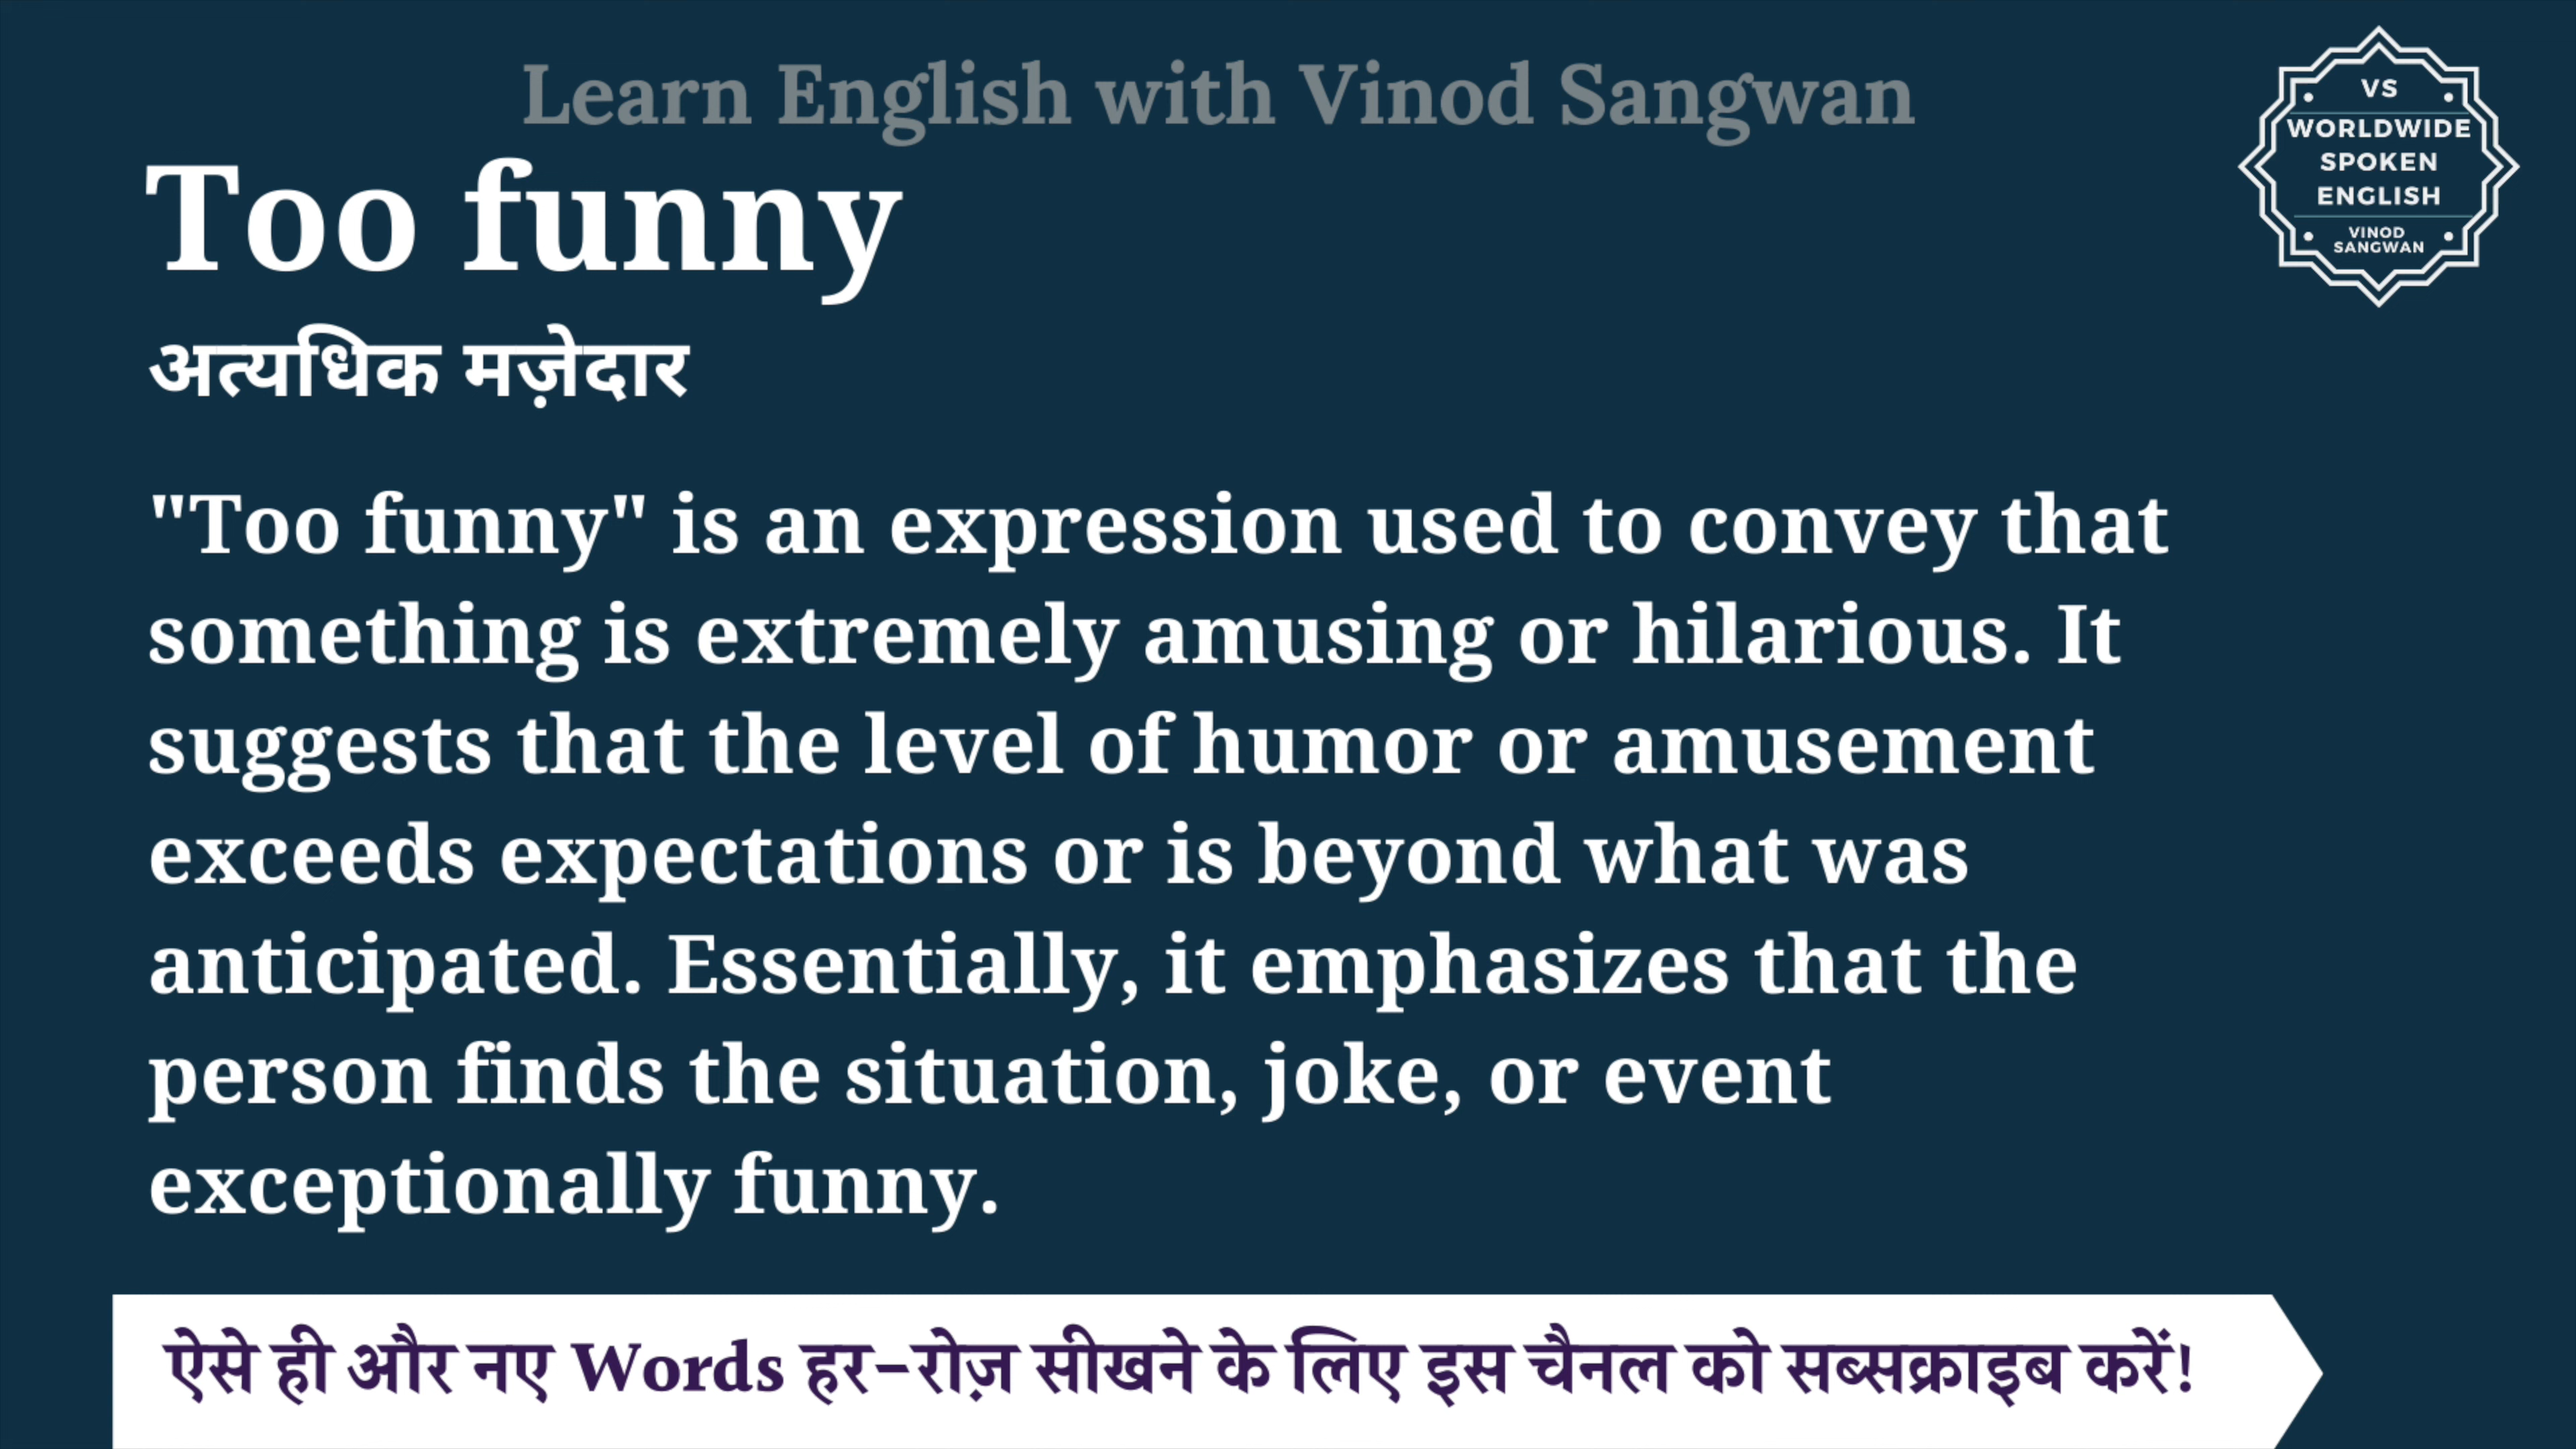 Learn English with Vinod Sangwan
VS
WORLDWIDE
SPOKEN
ENGLISH
VINOD
SANGWAN
Too funny
अत्यधिक मज़ेदार
"Too funny" is an expression used to convey that
something is extremely amusing or hilarious. It
suggests that the level of humor or amusement
exceeds expectations or is beyond what was
anticipated. Essentially, it emphasizes that the
person finds the situation, joke, or event
exceptionally funny.
ऐसे ही और नए Words हर-रोज़ सीखने के लिए इस चैनल को सब्सक्राइब करें!